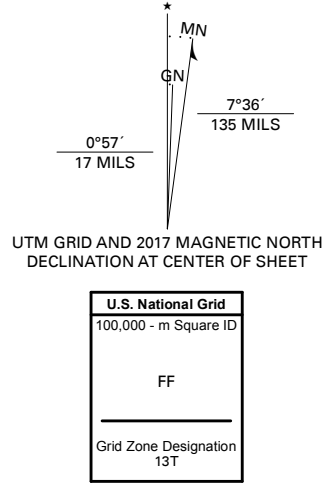 ★
MN
GN
7°36´
135 MILS
0°57´
17 MILS
UTM GRID AND 2017 MAGNETIC NORTH
DECLINATION AT CENTER OF SHEET
U.S. National Grid
100,000 - m Square ID
FF
Grid Zone Designation
13T